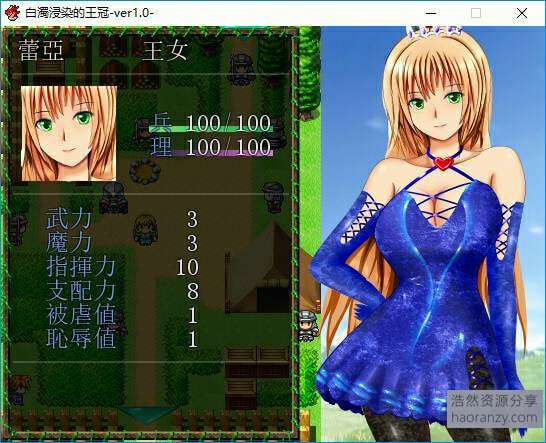 白濁浸染的王冠-ver1.0-
蕾亞 王女
兵 100/100
理 100/100
武力 3
魔力 3
指揮力 10
支配力 8
被虐値 1
恥辱値 1
浩然资源分享
haoranzy.com